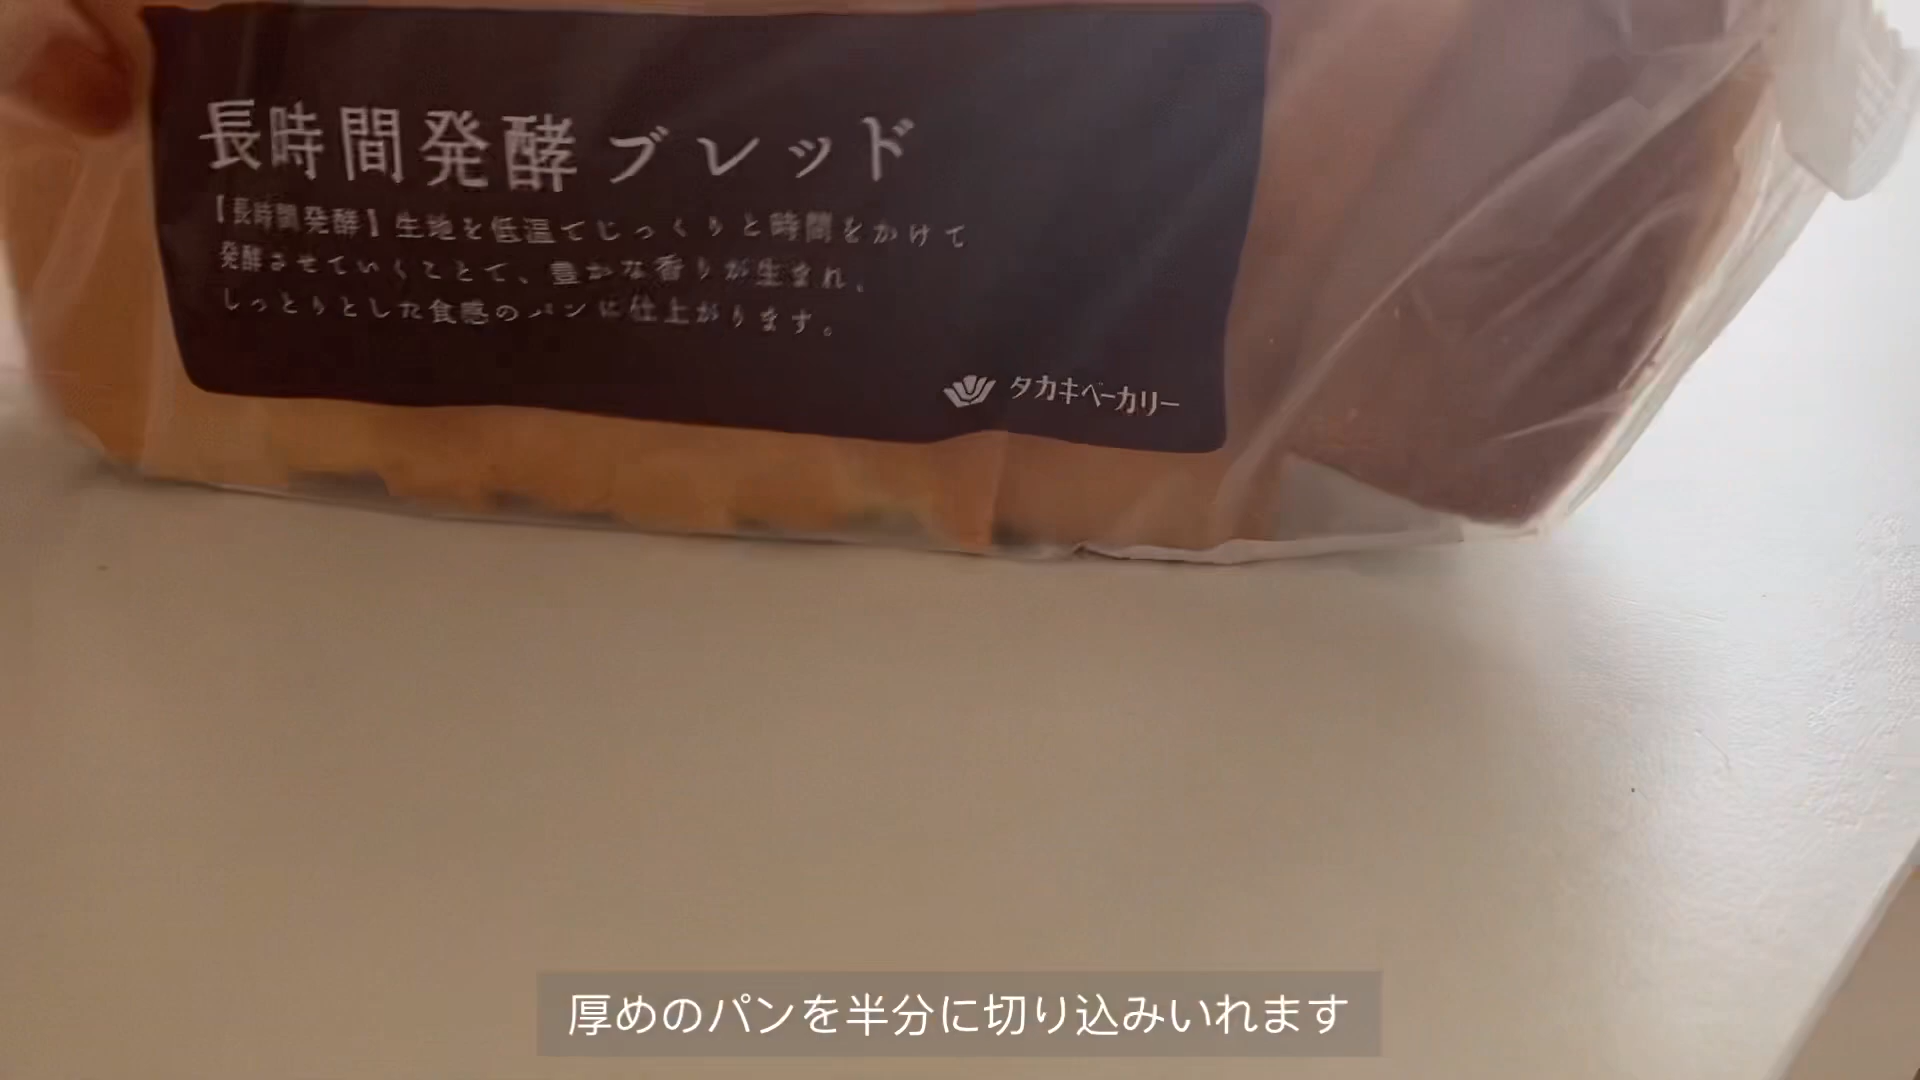 長時間発酵ブレッド
【長時間発酵】生地を低温でじっくりと時間をかけて
発酵させていくことで、豊かな香りが生まれ、
しっとりとした食感のパンに仕上がります。
タカキベーカリー
厚めのパンを半分に切り込みいれます